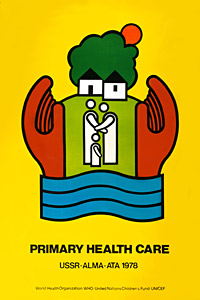 PRIMARY HEALTH CARE
USSR-ALMA-ATA 1978
World Health Organization WHO-United Nations Children's Fund-UNICEF